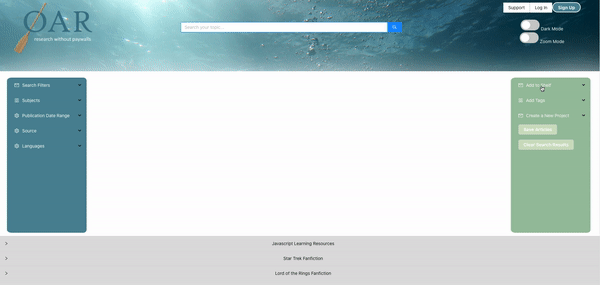 OAR
research without paywalls
Search your topic...
Support
Log in
Sign Up
Dark Mode
Zoom Mode
Search Filters
Subjects
Publication Date Range
Source
Languages
Add to Shelf
Add Tags
Create a New Project
Save Articles
Clear Search Results
Javascript Learning Resources
Star Trek Fanfiction
Lord of the Rings Fanfiction